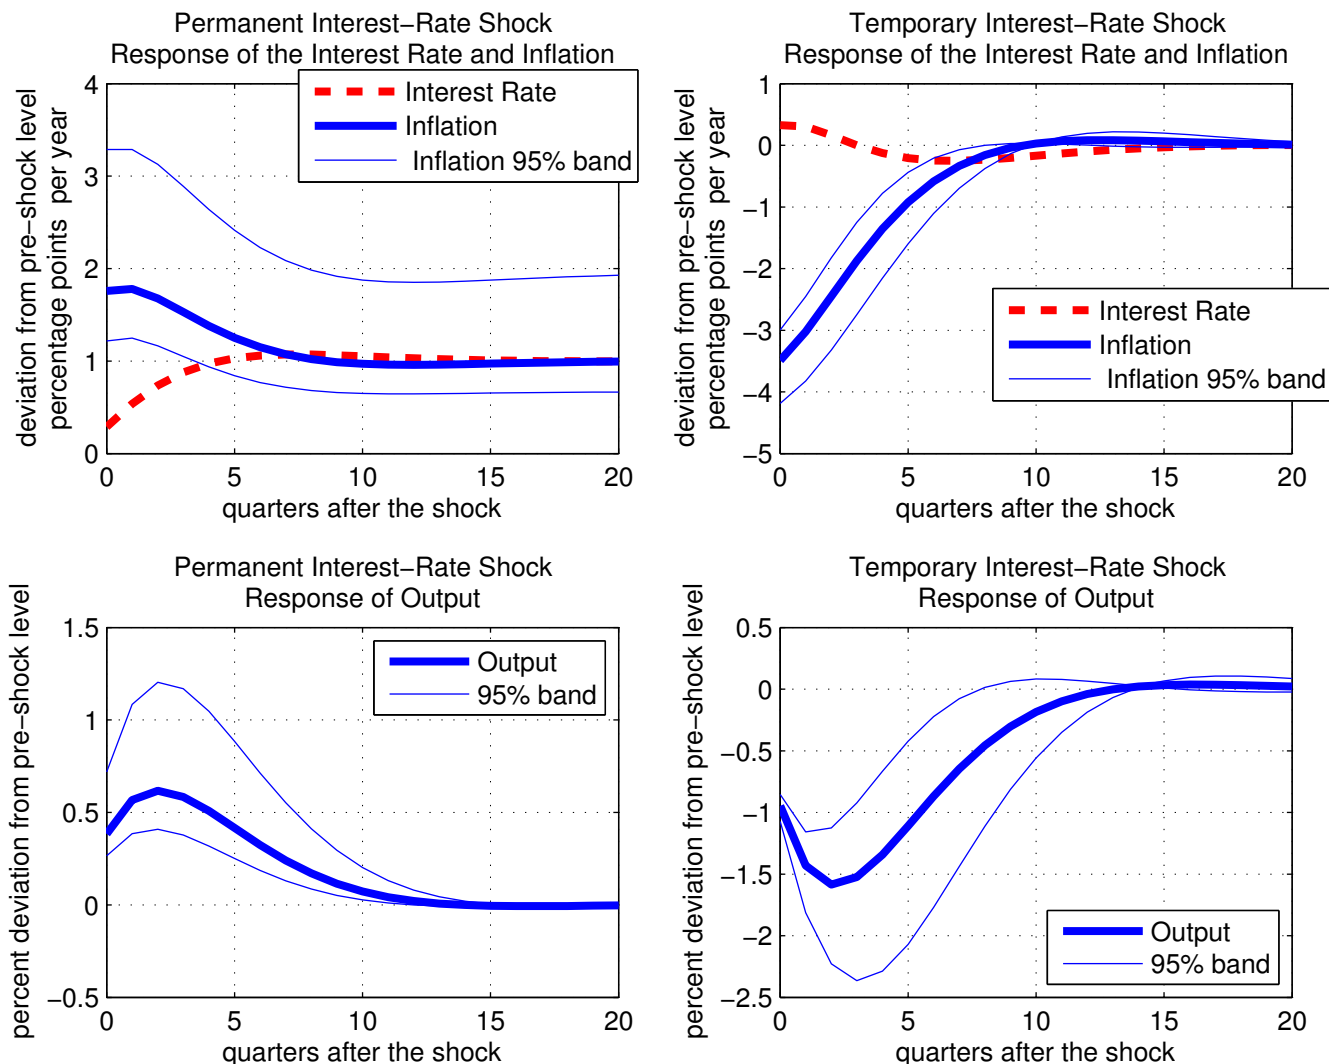 Permanent Interest−Rate Shock
Response of the Interest Rate and Inflation
deviation from pre−shock level
percentage points  per year
4
3
2
1
0
Interest Rate
Inflation
Inflation 95% band
0 5 10 15 20
quarters after the shock
Temporary Interest−Rate Shock
Response of the Interest Rate and Inflation
deviation from pre−shock level
percentage points  per year
1
0
−1
−2
−3
−4
−5
Interest Rate
Inflation
Inflation 95% band
0 5 10 15 20
quarters after the shock
Permanent Interest−Rate Shock
Response of Output
percent deviation from pre−shock level
1.5
1
0.5
0
−0.5
Output
95% band
0 5 10 15 20
quarters after the shock
Temporary Interest−Rate Shock
Response of Output
percent deviation from pre−shock level
0.5
0
−0.5
−1
−1.5
−2
−2.5
Output
95% band
0 5 10 15 20
quarters after the shock